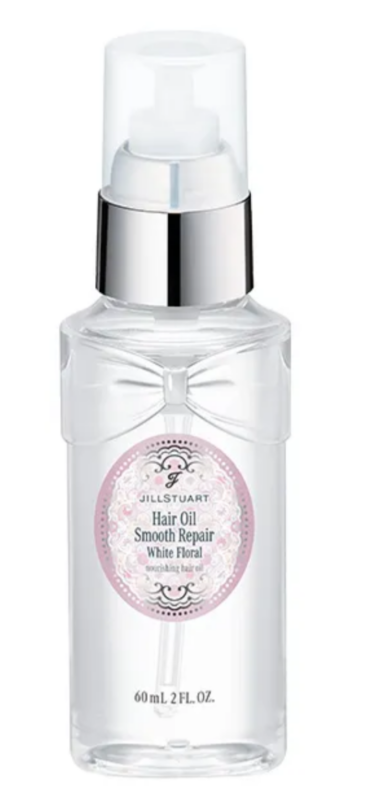 JILLSTUART
Hair Oil
Smooth Repair
White Floral
nourishing hair oil
60 mL 2 FL. OZ.